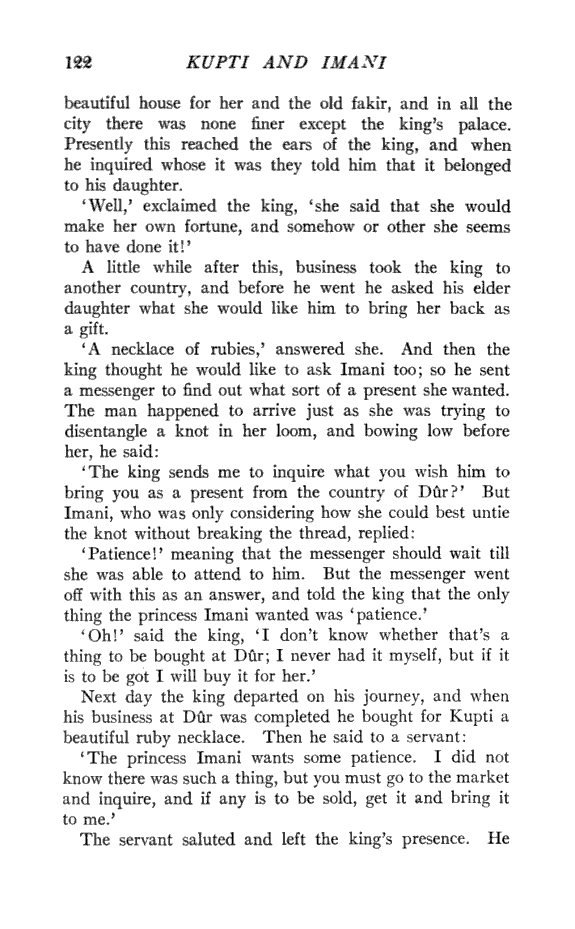 122 KUPTI AND IMANI
beautiful house for her and the old fakir, and in all the
city there was none finer except the king's palace.
Presently this reached the ears of the king, and when
he inquired whose it was they told him that it belonged
to his daughter.
‘Well,’ exclaimed the king, ‘she said that she would
make her own fortune, and somehow or other she seems
to have done it!’
A little while after this, business took the king to
another country, and before he went he asked his elder
daughter what she would like him to bring her back as
a gift.
‘A necklace of rubies,’ answered she. And then the
king thought he would like to ask Imani too; so he sent
a messenger to find out what sort of a present she wanted.
The man happened to arrive just as she was trying to
disentangle a knot in her loom, and bowing low before
her, he said:
‘The king sends me to inquire what you wish him to
bring you as a present from the country of Dûr?’ But
Imani, who was only considering how she could best untie
the knot without breaking the thread, replied:
‘Patience!’ meaning that the messenger should wait till
she was able to attend to him. But the messenger went
off with this as an answer, and told the king that the only
thing the princess Imani wanted was ‘patience.’
‘Oh!’ said the king, ‘I don't know whether that's a
thing to be bought at Dûr; I never had it myself, but if it
is to be got I will buy it for her.’
Next day the king departed on his journey, and when
his business at Dûr was completed he bought for Kupti a
beautiful ruby necklace. Then he said to a servant:
‘The princess Imani wants some patience. I did not
know there was such a thing, but you must go to the market
and inquire, and if any is to be sold, get it and bring it
to me.’
The servant saluted and left the king's presence. He